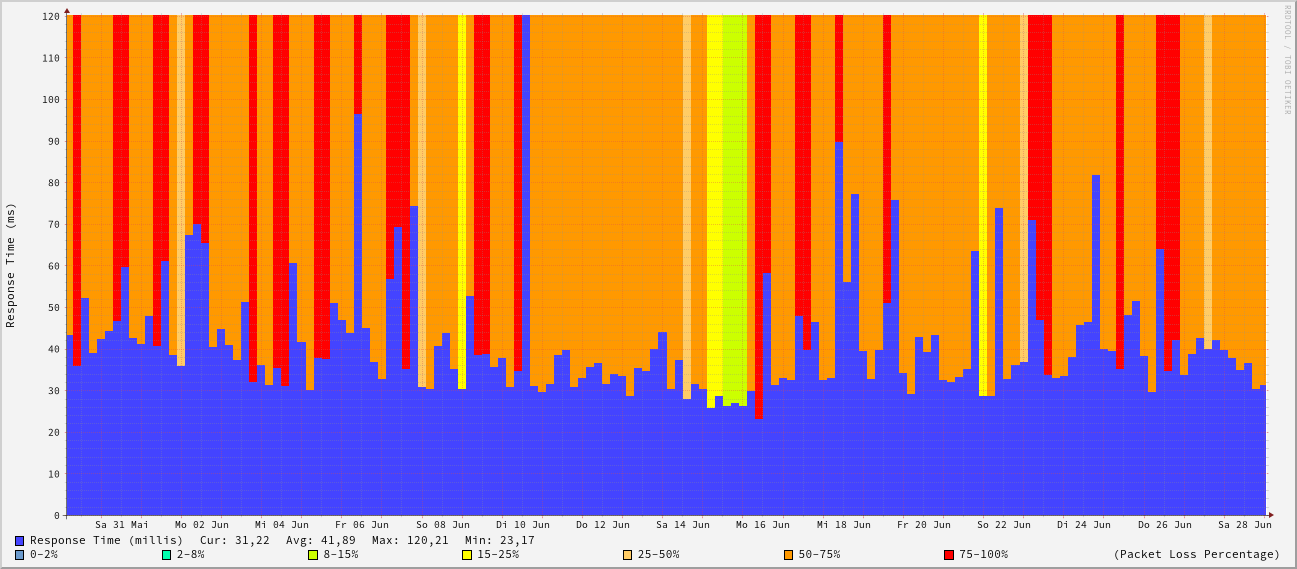 RRDTOOL / TOBI OETIKER
Response Time (ms)
120
110
100
90
80
70
60
50
40
30
20
10
0
Sa 31 Mai Mo 02 Jun Mi 04 Jun Fr 06 Jun So 08 Jun Di 10 Jun Do 12 Jun Sa 14 Jun Mo 16 Jun Mi 18 Jun Fr 20 Jun So 22 Jun Di 24 Jun Do 26 Jun Sa 28 Jun
Response Time (millis) Cur: 31,22 Avg: 41,89 Max: 120,21 Min: 23,17
0-2% 2-8% 8-15% 15-25% 25-50% 50-75% 75-100% (Packet Loss Percentage)